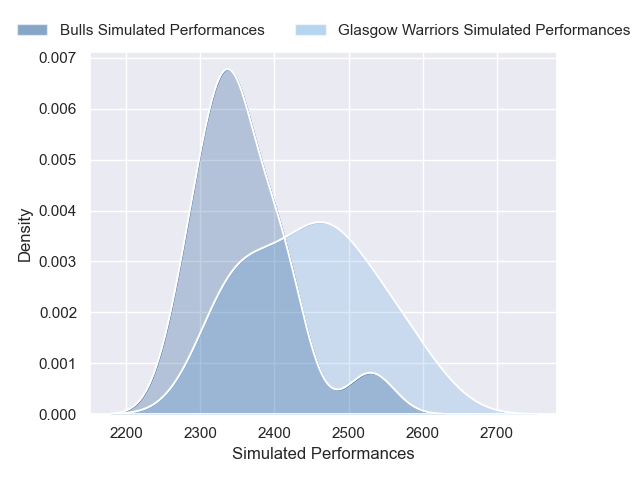 Bulls Simulated Performances
Glasgow Warriors Simulated Performances
0.007
0.006
0.005
0.004
0.003
0.002
0.001
0.000
Density
2200 2300 2400 2500 2600 2700
Simulated Performances